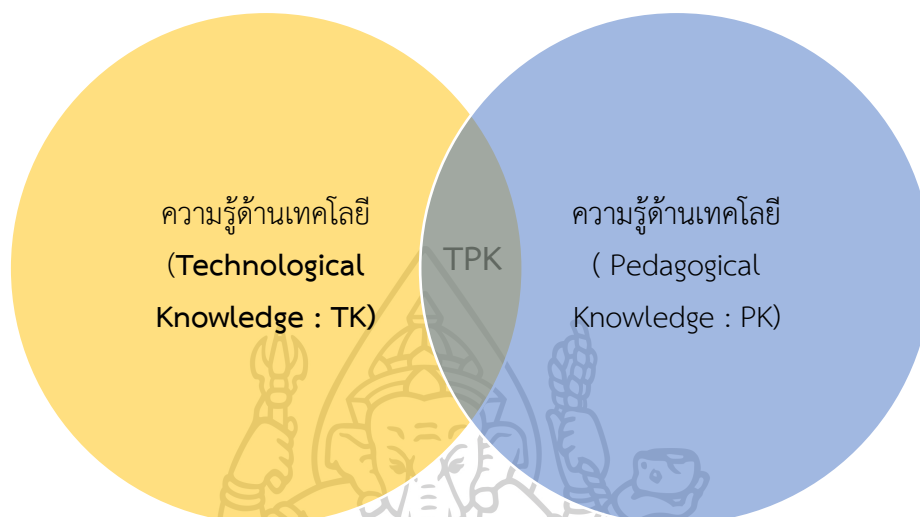 ความรู้ด้านเทคโลยี
(Technological
Knowledge : TK)
TPK
ความรู้ด้านเทคโลยี
( Pedagogical
Knowledge : PK)